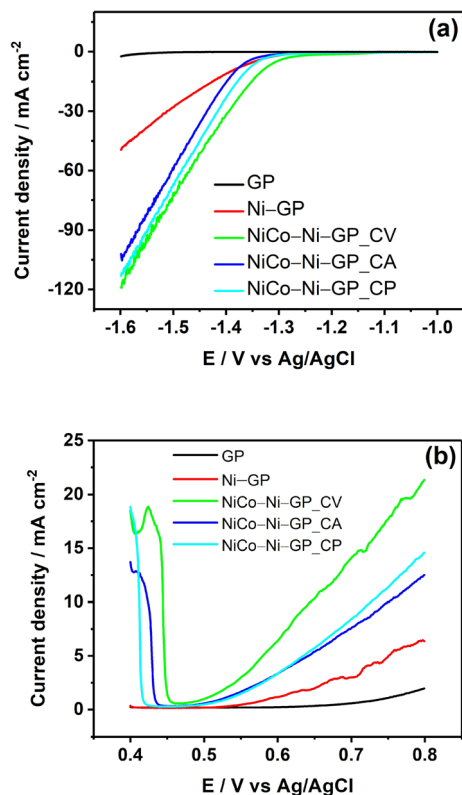 (a)
0
-30
-60
-90
-120
Current density / mA cm⁻²
GP
Ni–GP
NiCo–Ni–GP_CV
NiCo–Ni–GP_CA
NiCo–Ni–GP_CP
-1.6 -1.5 -1.4 -1.3 -1.2 -1.1 -1.0
E / V vs Ag/AgCl
(b)
25
20
15
10
5
0
Current density / mA cm⁻²
GP
Ni–GP
NiCo–Ni–GP_CV
NiCo–Ni–GP_CA
NiCo–Ni–GP_CP
0.4 0.5 0.6 0.7 0.8
E / V vs Ag/AgCl